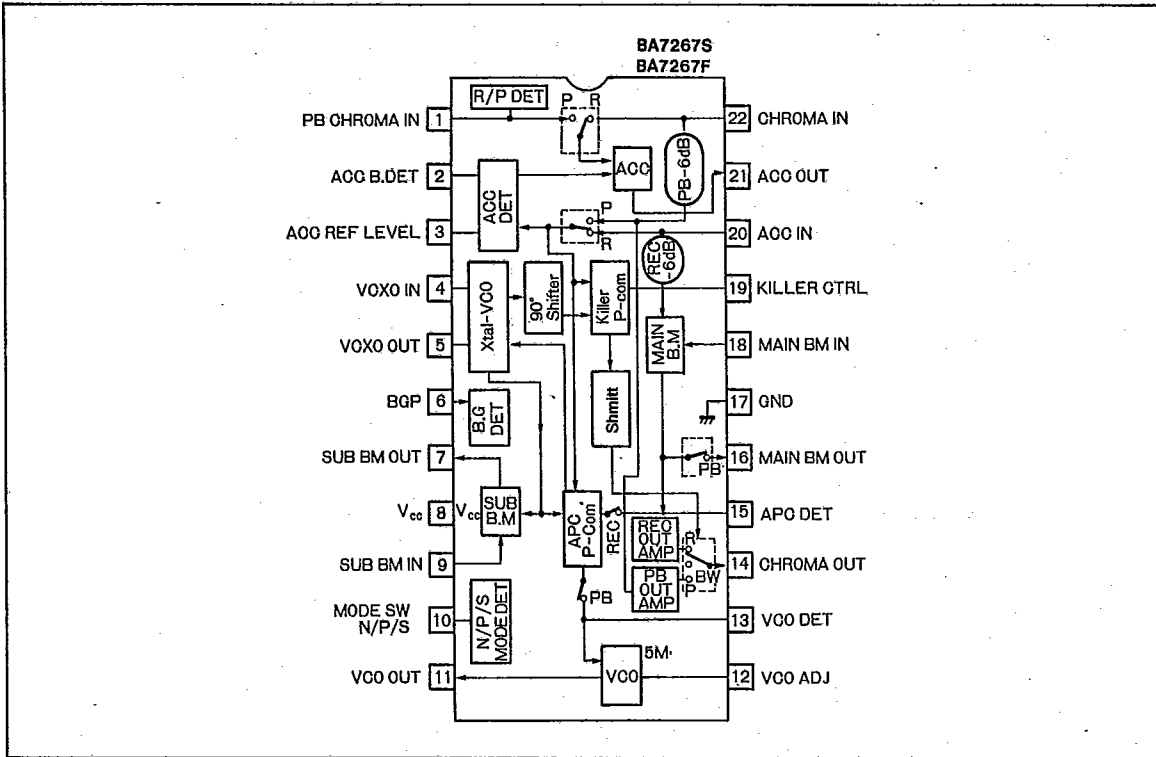 BA7267S
BA7267F
R/P DET
P R
PB CHROMA IN 1
22 CHROMA IN
ACC B.DET 2
ACC
PB-6dB
21 ACC OUT
ACC REF LEVEL 3
ACC DET
P
R
20 ACC IN
REC -6dB
VCXO IN 4
Xtal-VCO
90° Shifter
Killer P-com
19 KILLER CTRL
VCXO OUT 5
MAIN B.M
18 MAIN BM IN
BGP 6
B.G DET
Shmitt
17 GND
SUB BM OUT 7
PB
16 MAIN BM OUT
Vcc 8
Vcc
SUB B.M
APC P-Com
REC
15 APC DET
SUB BM IN 9
REC OUT AMP
R
BW
P
14 CHROMA OUT
PB OUT AMP
MODE SW
N/P/S 10
N/P/S MODE DET
PB
13 VCO DET
VCO OUT 11
VCO
5M
12 VCO ADJ